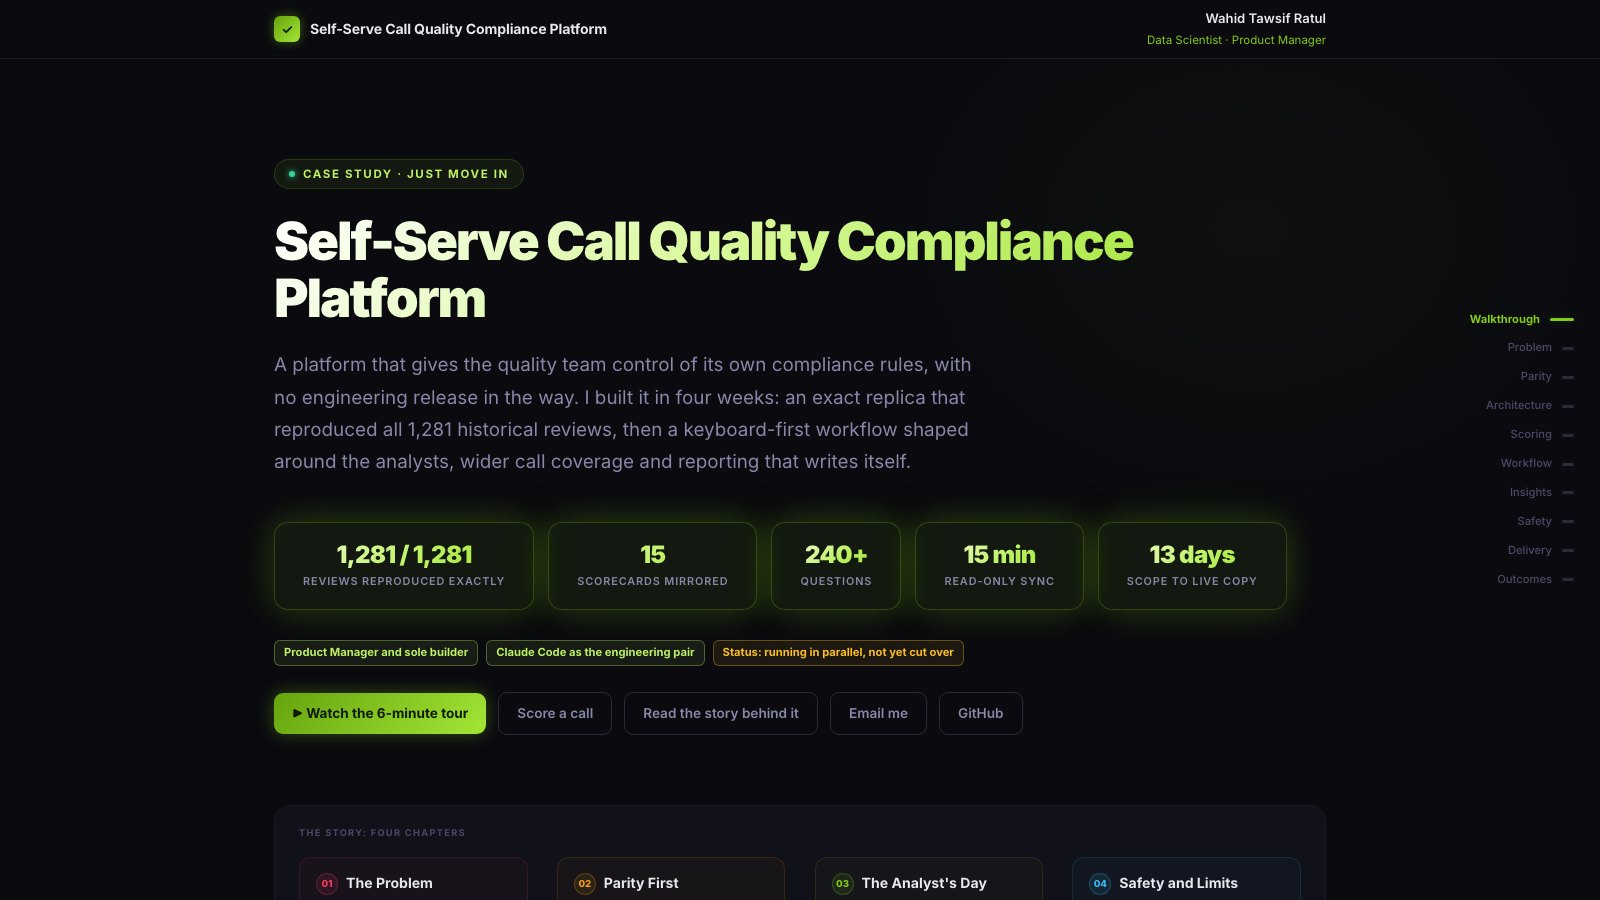 Self-Serve Call Quality Compliance Platform
Wahid Tawsif Ratul
Data Scientist · Product Manager
CASE STUDY · JUST MOVE IN
Self-Serve Call Quality Compliance
Platform
A platform that gives the quality team control of its own compliance rules, with
no engineering release in the way. I built it in four weeks: an exact replica that
reproduced all 1,281 historical reviews, then a keyboard-first workflow shaped
around the analysts, wider call coverage and reporting that writes itself.
1,281 / 1,281
REVIEWS REPRODUCED EXACTLY
15
SCORECARDS MIRRORED
240+
QUESTIONS
15 min
READ-ONLY SYNC
13 days
SCOPE TO LIVE COPY
Product Manager and sole builder
Claude Code as the engineering pair
Status: running in parallel, not yet cut over
Watch the 6-minute tour
Score a call
Read the story behind it
Email me
GitHub
Walkthrough
Problem
Parity
Architecture
Scoring
Workflow
Insights
Safety
Delivery
Outcomes
THE STORY: FOUR CHAPTERS
01 The Problem
02 Parity First
03 The Analyst's Day
04 Safety and Limits